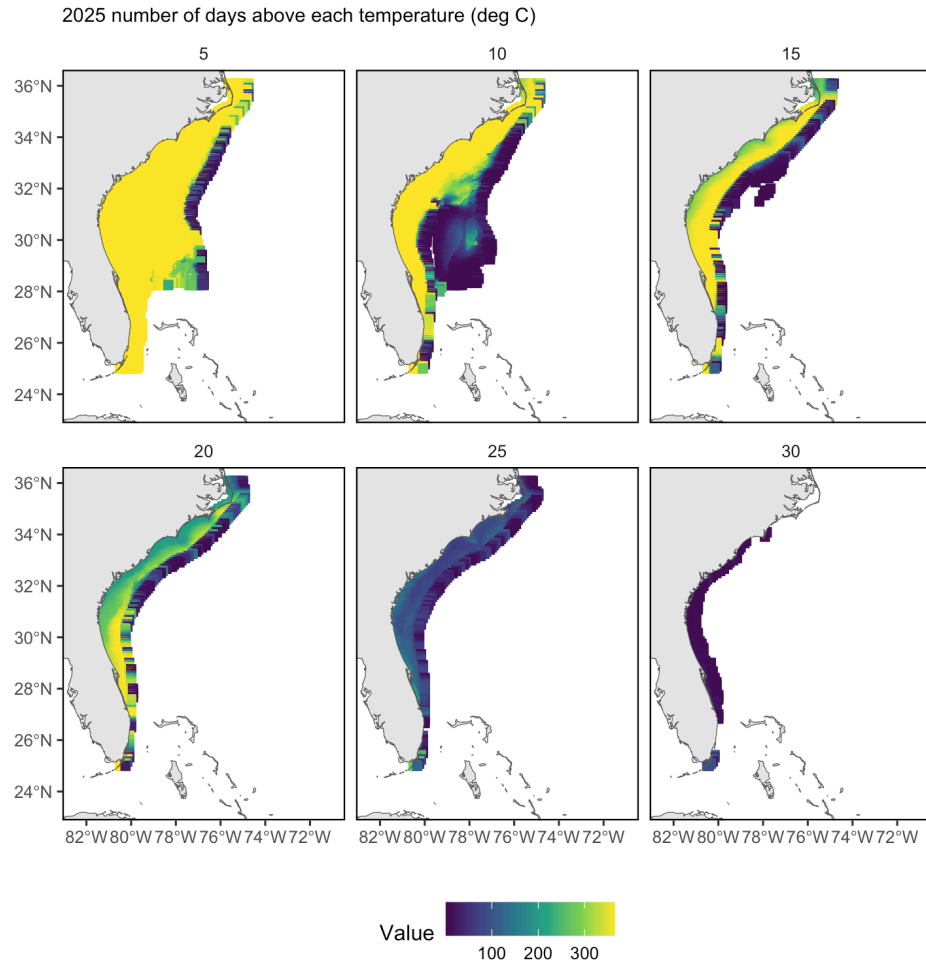 2025 number of days above each temperature (deg C)
5 10 15
36°N
34°N
32°N
30°N
28°N
26°N
24°N
20 25 30
36°N
34°N
32°N
30°N
28°N
26°N
24°N
82°W 80°W 78°W 76°W 74°W 72°W 82°W 80°W 78°W 76°W 74°W 72°W 82°W 80°W 78°W 76°W 74°W 72°W
Value
100 200 300